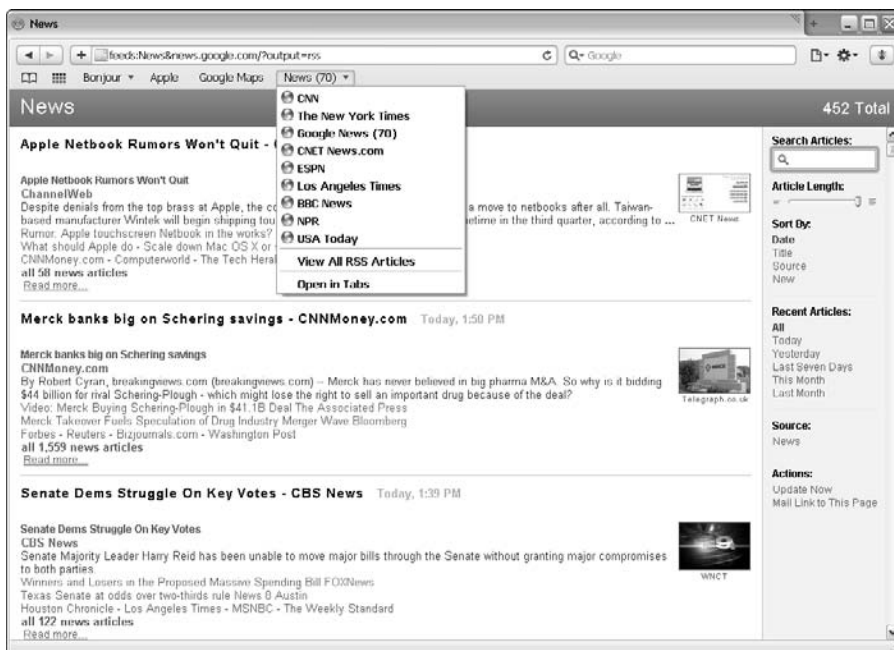 News
feeds:News&news.google.com/?output=rss
Google
Bonjour
Apple
Google Maps
News (70)
CNN
The New York Times
Google News (70)
CNET News.com
ESPN
Los Angeles Times
BBC News
NPR
USA Today
View All RSS Articles
Open in Tabs
News
452 Total
Apple Netbook Rumors Won't Quit -
Apple Netbook Rumors Won't Quit
ChannelWeb
Despite denials from the top brass at Apple, the co a move to netbooks after all. Taiwan-
based manufacturer Wintek will begin shipping tou etime in the third quarter, according to ...
Rumor: Apple touchscreen Netbook in the works?
What should Apple do - Scale down Mac OS X or
CNNMoney.com - Computerworld - The Tech Heral
all 58 news articles
Read more...
CNET News
Merck banks big on Schering savings - CNNMoney.com Today, 1:50 PM
Merck banks big on Schering savings
CNNMoney.com
By Robert Cyran, breakingnews.com (breakingviews.com) -- Merck has never believed in big pharma M&A. So why is it bidding
$44 billion for rival Schering-Plough - which might lose the right to sell an important drug because of the deal?
Video: Merck Buying Schering-Plough in $41.1B Deal The Associated Press
Merck Takeover Fuels Speculation of Drug Industry Merger Wave Bloomberg
Forbes - Reuters - Bizjournals.com - Washington Post
all 1,559 news articles
Read more...
Telegraph.co.uk
Senate Dems Struggle On Key Votes - CBS News Today, 1:39 PM
Senate Dems Struggle On Key Votes
CBS News
Senate Majority Leader Harry Reid has been unable to move major bills through the Senate without granting major compromises
to both parties.
Winners and Losers in the Proposed Massive Spending Bill FOXNews
Texas Senate at odds over two-thirds rule News 8 Austin
Houston Chronicle - Los Angeles Times - MSNBC - The Weekly Standard
all 122 news articles
Read more...
WNCT
Search Articles:
Article Length:
Sort By:
Date
Title
Source
New
Recent Articles:
All
Today
Yesterday
Last Seven Days
This Month
Last Month
Source:
News
Actions:
Update Now
Mail Link to This Page